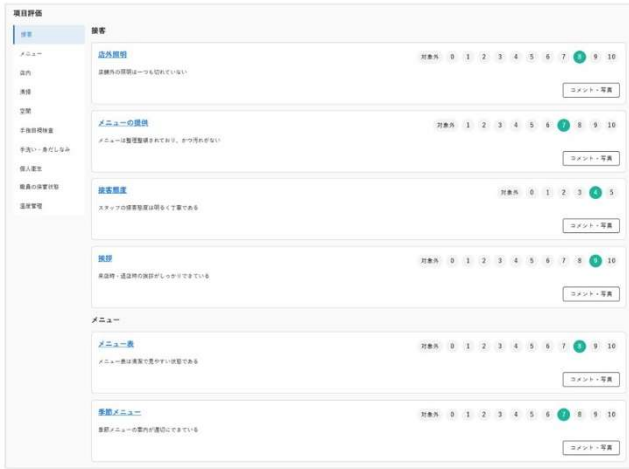 項目評価
接客
メニュー
店内
清掃
空間
手指目視検査
手洗い・身だしなみ
個人衛生
職員の保管状態
温度管理
接客
店外照明
対象外 0 1 2 3 4 5 6 7 8 9 10
店舗外の照明は一つも切れていない
コメント・写真
メニューの提供
対象外 1 2 3 4 5 6 7 8 9 10
メニューは整理整頓されており、かつ汚れがない
コメント・写真
接客態度
対象外 0 1 2 3 4 5
スタッフの接客態度は明るく丁寧である
コメント・写真
挨拶
対象外 0 1 2 3 4 5 6 7 8 9 10
来店時・退店時の挨拶がしっかりできている
コメント・写真
メニュー
メニュー表
対象外 0 1 2 3 4 5 6 7 8 9 10
メニュー表は清潔で見やすい状態である
コメント・写真
季節メニュー
対象外 0 1 2 3 4 5 6 7 8 9 10
季節メニューの案内が適切にできている
コメント・写真